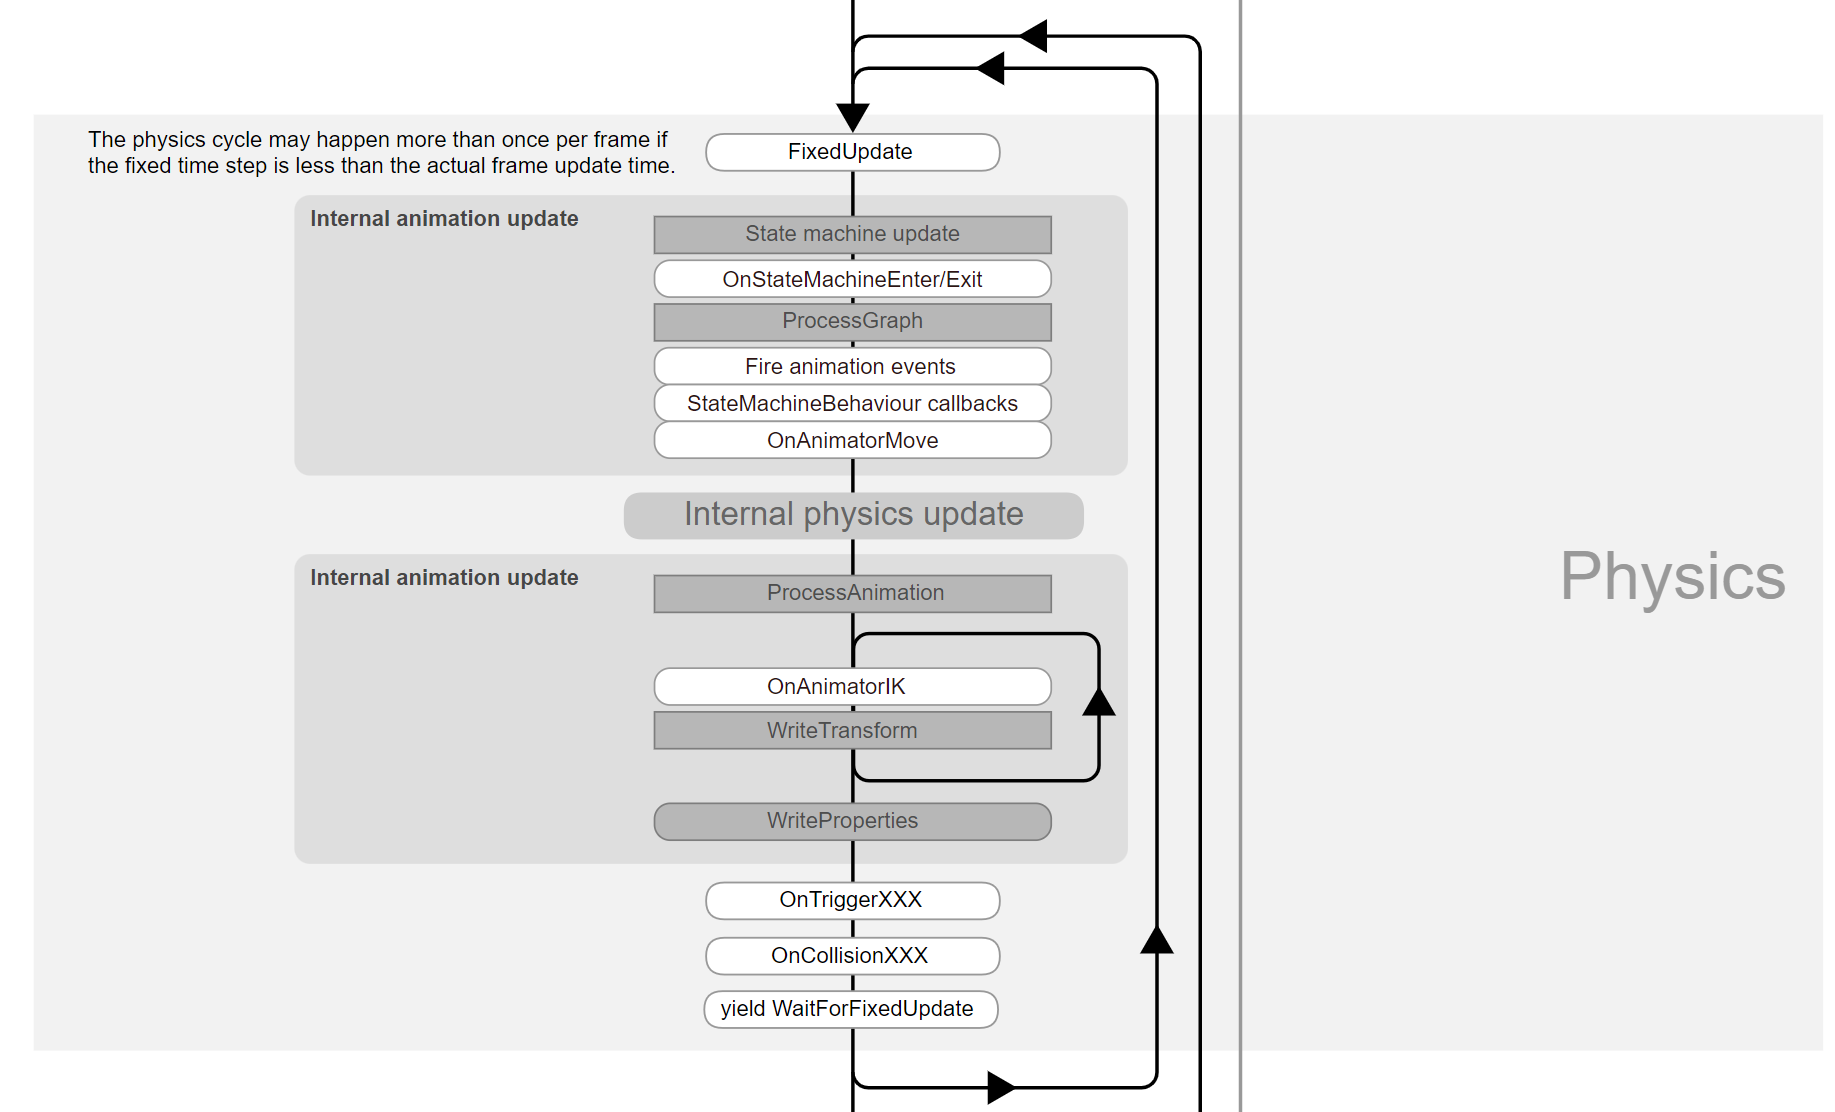 The physics cycle may happen more than once per frame if
the fixed time step is less than the actual frame update time.
FixedUpdate
Internal animation update
State machine update
OnStateMachineEnter/Exit
ProcessGraph
Fire animation events
StateMachineBehaviour callbacks
OnAnimatorMove
Internal physics update
Internal animation update
ProcessAnimation
OnAnimatorIK
WriteTransform
WriteProperties
OnTriggerXXX
OnCollisionXXX
yield WaitForFixedUpdate
Physics